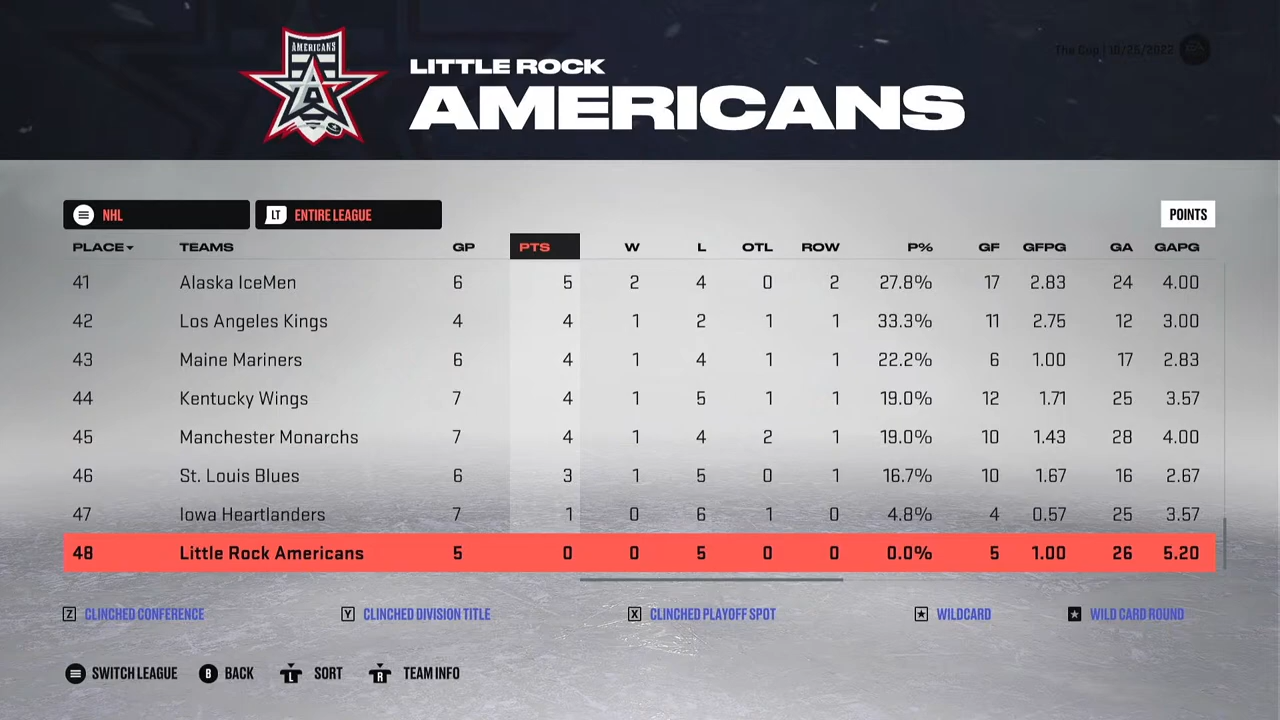 AMERICANS
The Cup | 10/26/2022
LITTLE ROCK
AMERICANS
NHL LT ENTIRE LEAGUE POINTS
PLACE TEAMS GP PTS W L OTL ROW P% GF GFPG GA GAPG
41 Alaska IceMen 6 5 2 4 0 2 27.8% 17 2.83 24 4.00
42 Los Angeles Kings 4 4 1 2 1 1 33.3% 11 2.75 12 3.00
43 Maine Mariners 6 4 1 4 1 1 22.2% 6 1.00 17 2.83
44 Kentucky Wings 7 4 1 5 1 1 19.0% 12 1.71 25 3.57
45 Manchester Monarchs 7 4 1 4 2 1 19.0% 10 1.43 28 4.00
46 St. Louis Blues 6 3 1 5 0 1 16.7% 10 1.67 16 2.67
47 Iowa Heartlanders 7 1 0 6 1 0 4.8% 4 0.57 25 3.57
48 Little Rock Americans 5 0 0 5 0 0 0.0% 5 1.00 26 5.20
Z CLINCHED CONFERENCE Y CLINCHED DIVISION TITLE X CLINCHED PLAYOFF SPOT WILDCARD WILD CARD ROUND
SWITCH LEAGUE B BACK L SORT R TEAM INFO